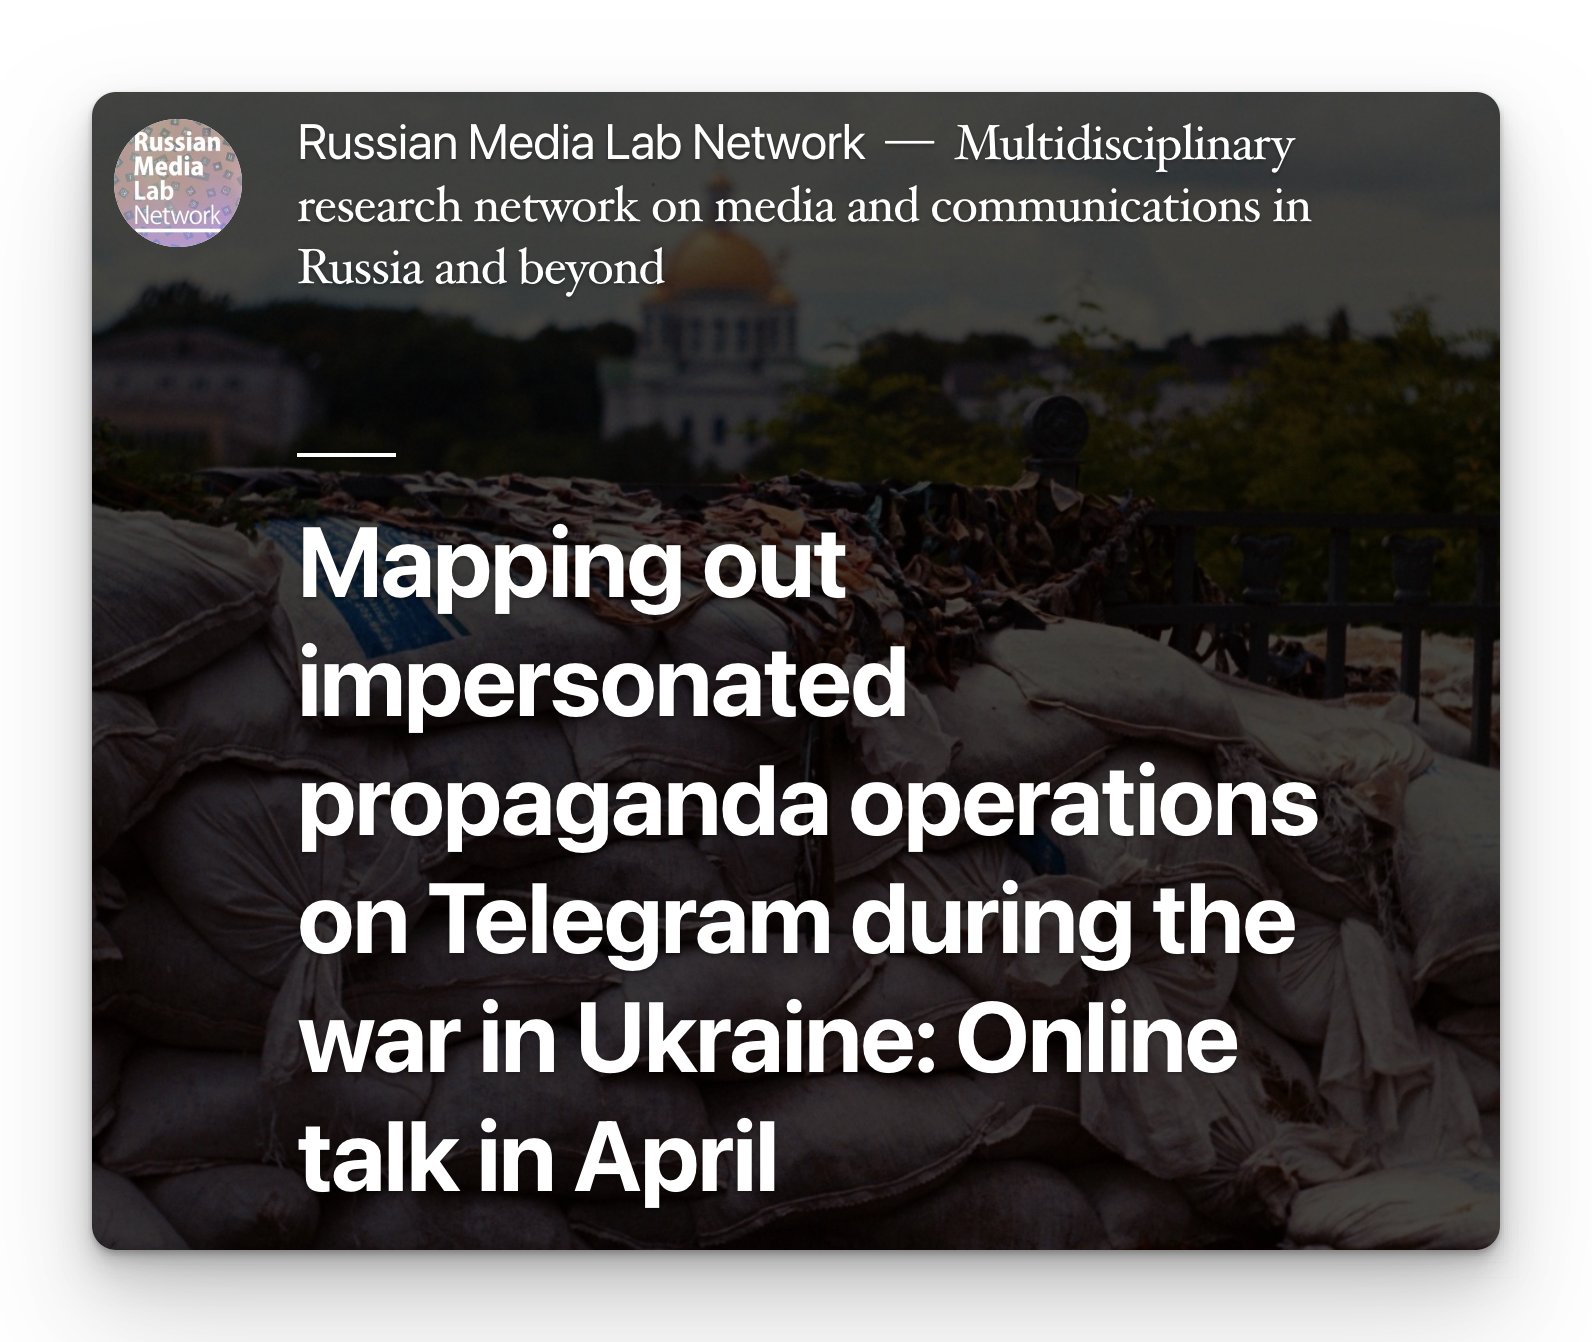 Russian
Media
Lab
Network
Russian Media Lab Network — Multidisciplinary
research network on media and communications in
Russia and beyond
Mapping out
impersonated
propaganda operations
on Telegram during the
war in Ukraine: Online
talk in April